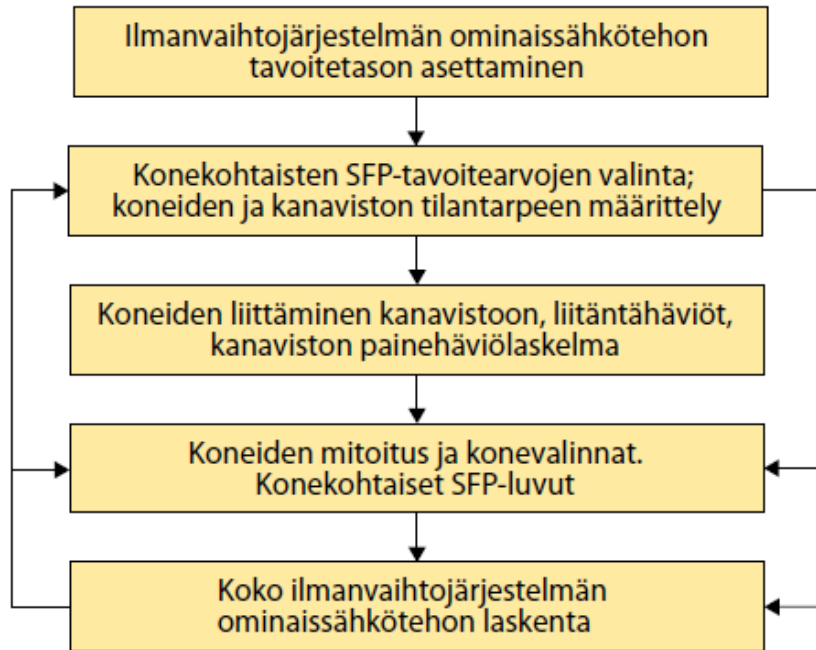 Ilmanvaihtojärjestelmän ominaissähkötehon
tavoitetason asettaminen
Konekohtaisten SFP-tavoitearvojen valinta;
koneiden ja kanaviston tilantarpeen määrittely
Koneiden liittäminen kanavistoon, liitäntähäviöt,
kanaviston painehäviölaskelma
Koneiden mitoitus ja konevalinnat.
Konekohtaiset SFP-luvut
Koko ilmanvaihtojärjestelmän
ominaissähkötehon laskenta